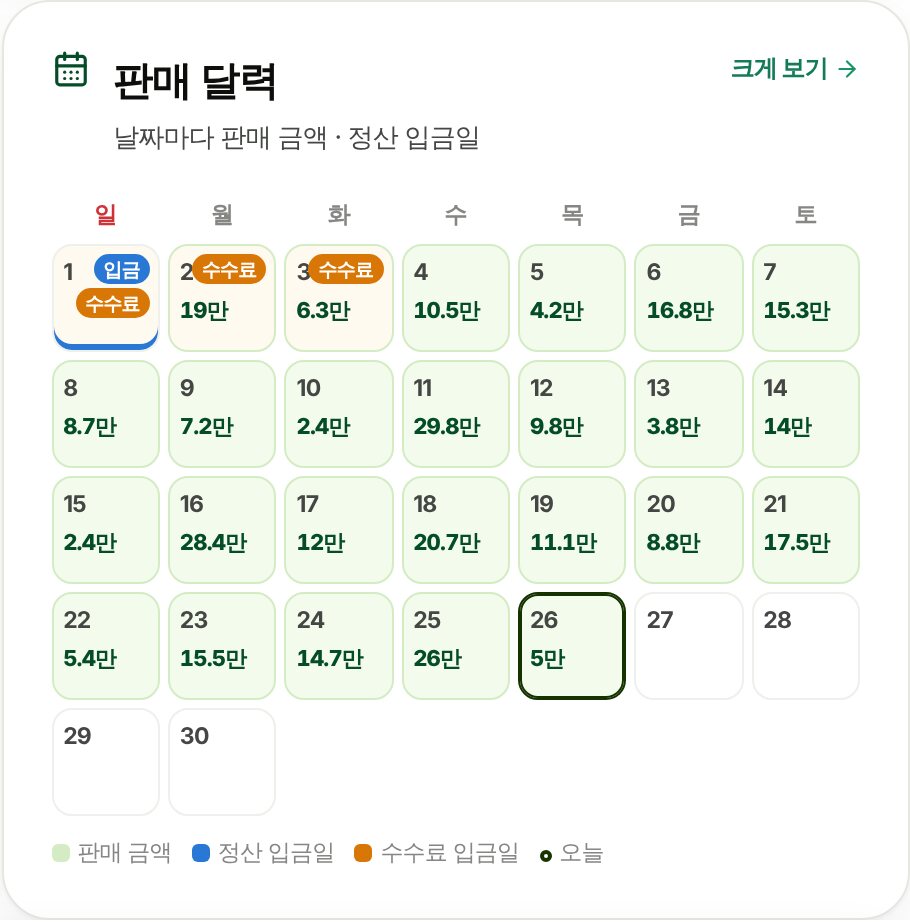 판매 달력
크게 보기 →
날짜마다 판매 금액 · 정산 입금일
일 월 화 수 목 금 토
1 입금 2 수수료 3 수수료 4 5 6 7
수수료 19만 6.3만 10.5만 4.2만 16.8만 15.3만
8 9 10 11 12 13 14
8.7만 7.2만 2.4만 29.8만 9.8만 3.8만 14만
15 16 17 18 19 20 21
2.4만 28.4만 12만 20.7만 11.1만 8.8만 17.5만
22 23 24 25 26 27 28
5.4만 15.5만 14.7만 26만 5만
29 30
판매 금액 정산 입금일 수수료 입금일 오늘